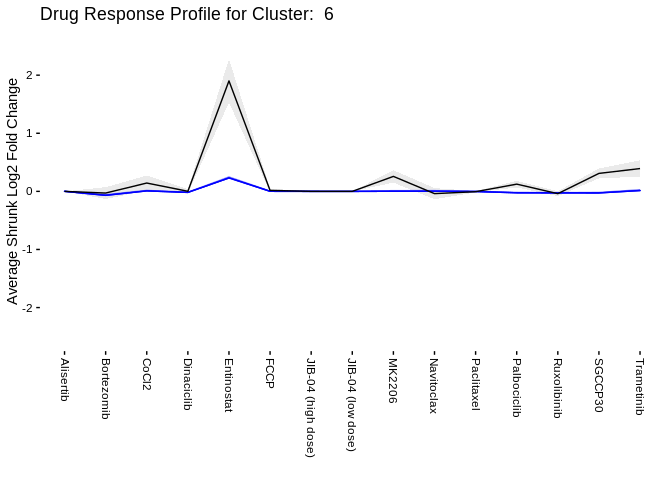 Drug Response Profile for Cluster:  6
Average Shrunk Log2 Fold Change
2
1
0
-1
-2
Alisertib
Bortezomib
CoCl2
Dinaciclib
Entinostat
FCCP
JIB-04 (high dose)
JIB-04 (low dose)
MK2206
Navitoclax
Paclitaxel
Palbociclib
Ruxolibinib
SGCCP30
Trametinib